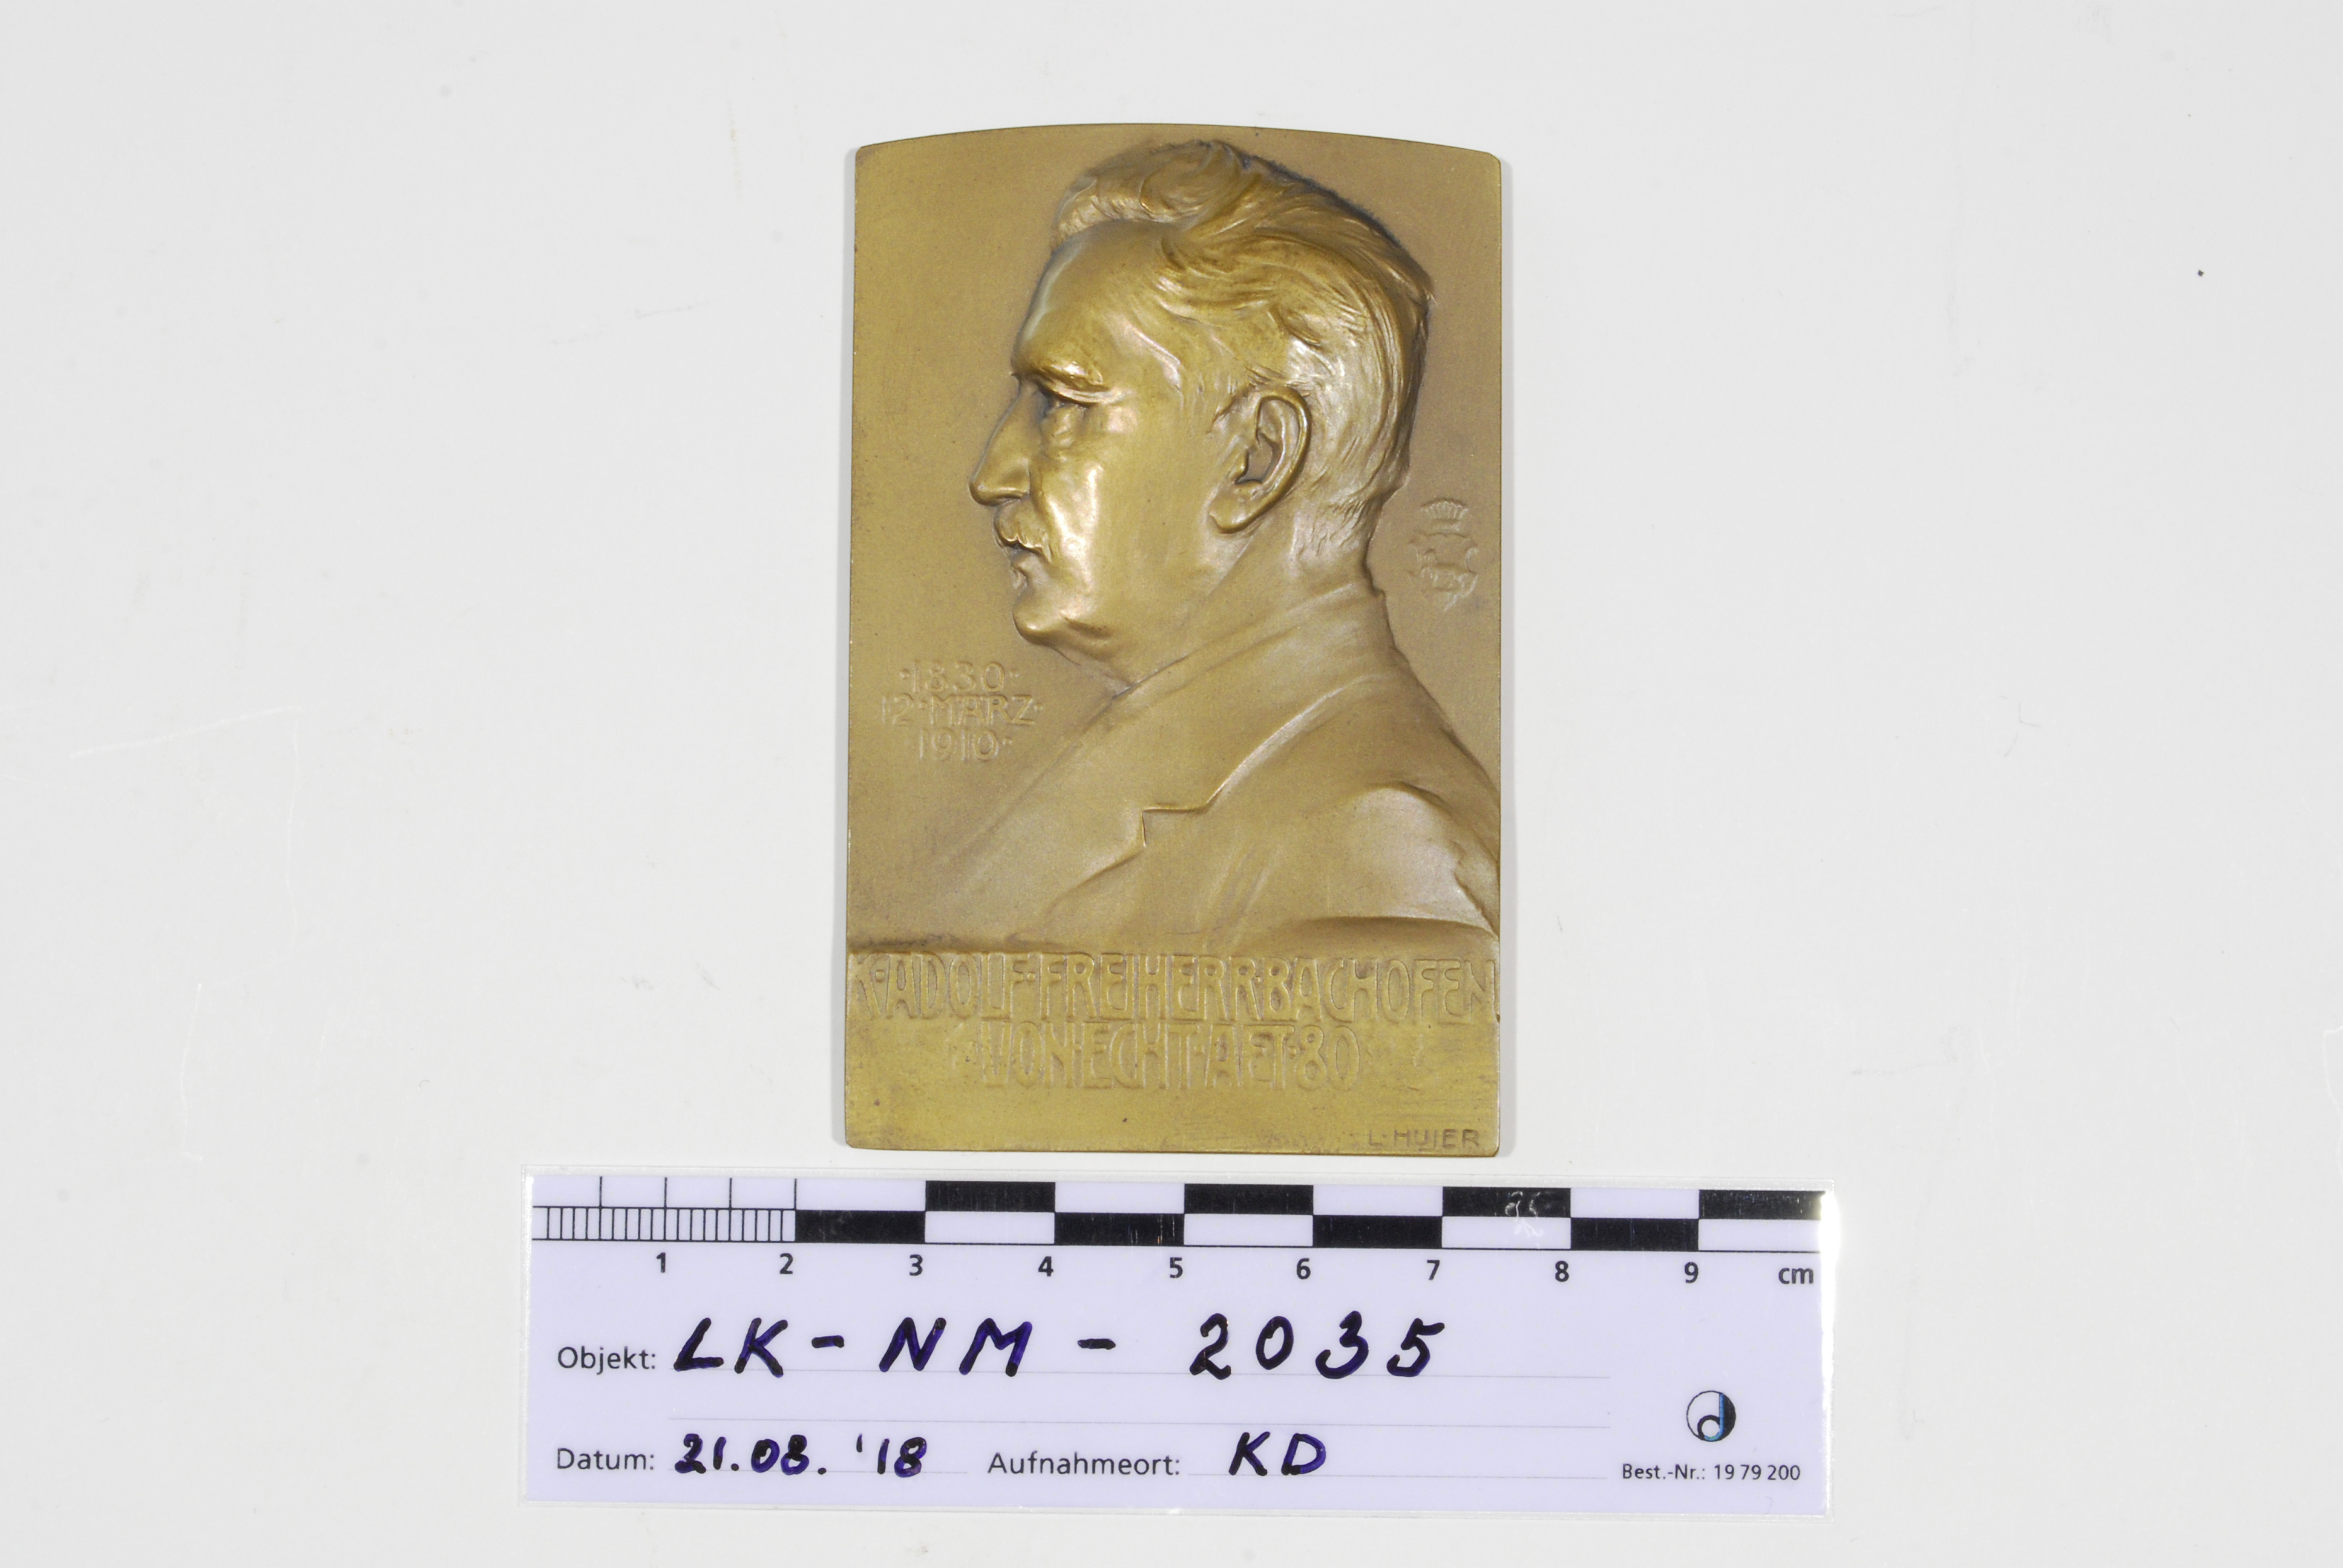 ·1830·
12·MÄRZ·
·1910·
K·ADOLF·FREIHERR·BACHOFEN
·VON·ECHT·AET·80·
L·HUJER
1 2 3 4 5 6 7 8 9 cm
Objekt: LK-NM-2035
Datum: 21.08.'18 Aufnahmeort: KD
Best.-Nr.: 19 79 200